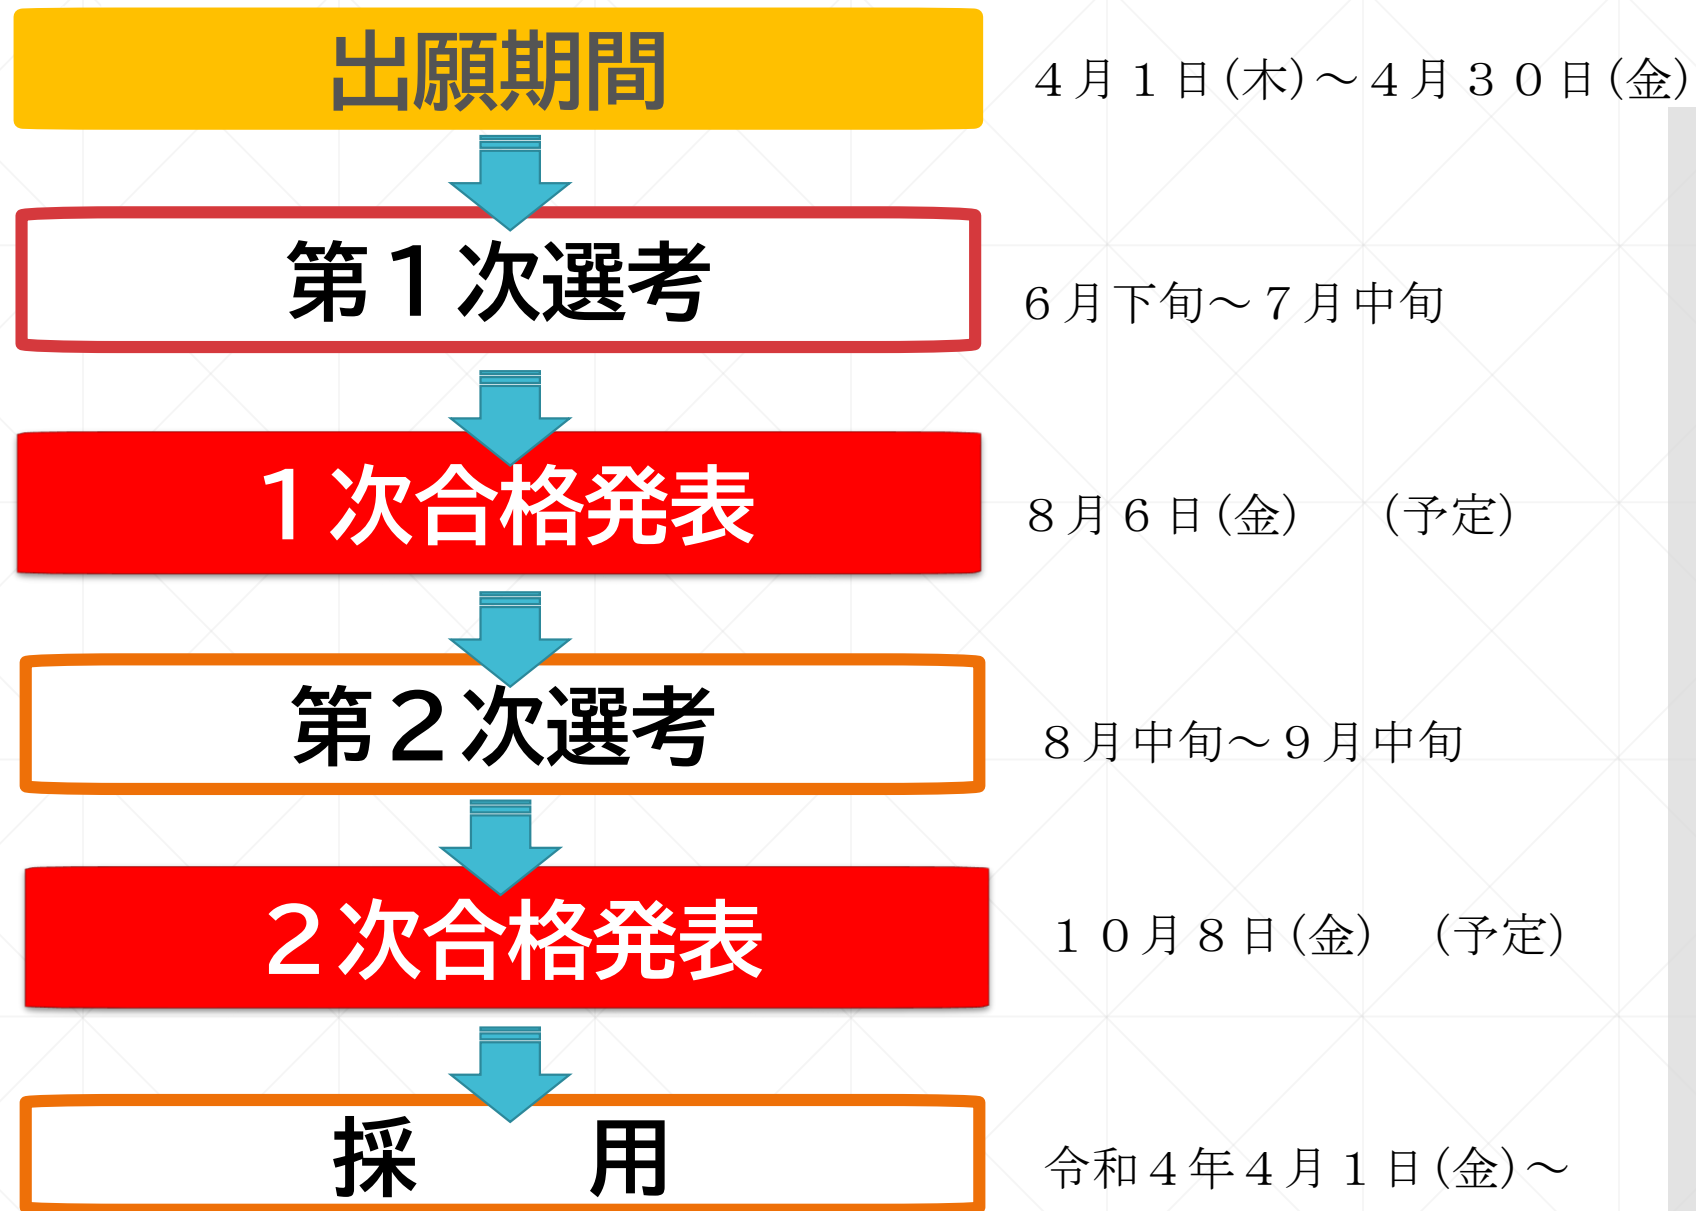 出願期間
４月１日(木)～４月３０日(金)
第１次選考
６月下旬～７月中旬
１次合格発表
８月６日(金)　（予定）
第２次選考
８月中旬～９月中旬
２次合格発表
１０月８日(金)　（予定）
採　　用
令和４年４月１日(金)～